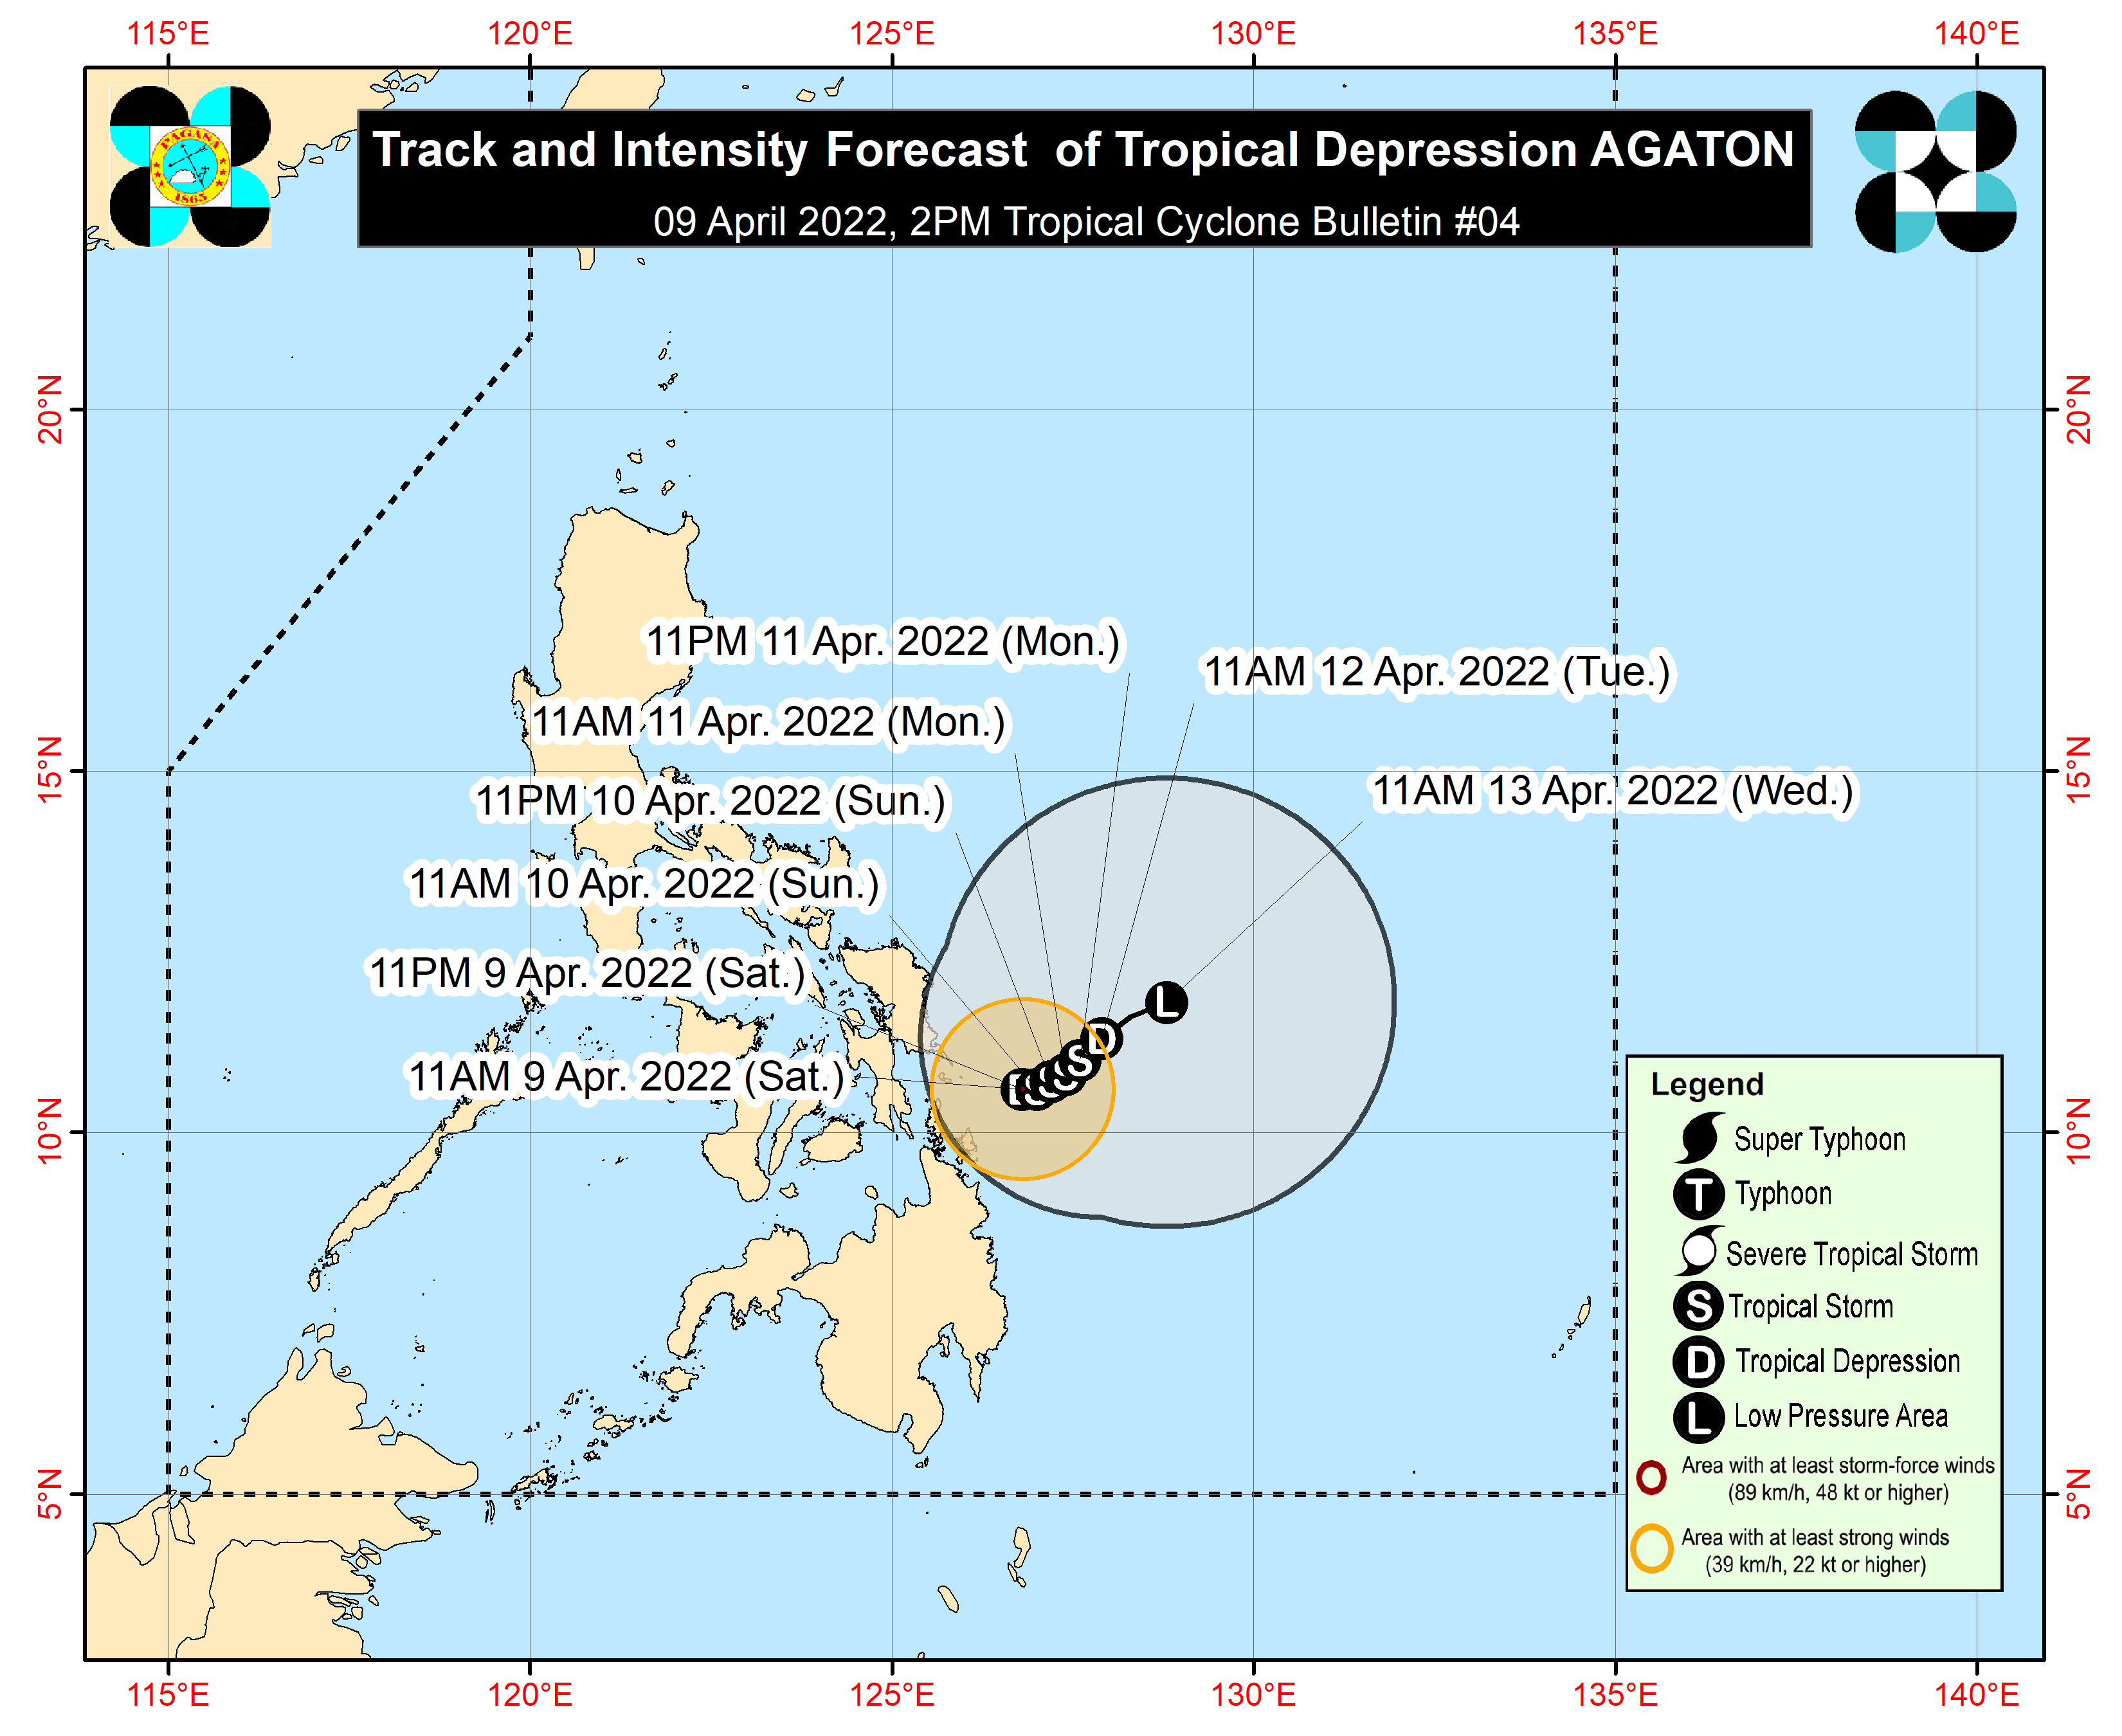 115°E 120°E 125°E 130°E 135°E 140°E
PAGASA
1865
Track and Intensity Forecast of Tropical Depression AGATON
09 April 2022, 2PM Tropical Cyclone Bulletin #04
20°N 20°N
11PM 11 Apr. 2022 (Mon.)
11AM 12 Apr. 2022 (Tue.)
11AM 11 Apr. 2022 (Mon.)
15°N 15°N
11PM 10 Apr. 2022 (Sun.)
11AM 13 Apr. 2022 (Wed.)
11AM 10 Apr. 2022 (Sun.)
11PM 9 Apr. 2022 (Sat.)
L
D
S
11AM 9 Apr. 2022 (Sat.)
10°N 10°N
Legend
Super Typhoon
T Typhoon
Severe Tropical Storm
S Tropical Storm
D Tropical Depression
L Low Pressure Area
Area with at least storm-force winds
(89 km/h, 48 kt or higher)
Area with at least strong winds
(39 km/h, 22 kt or higher)
5°N 5°N
115°E 120°E 125°E 130°E 135°E 140°E